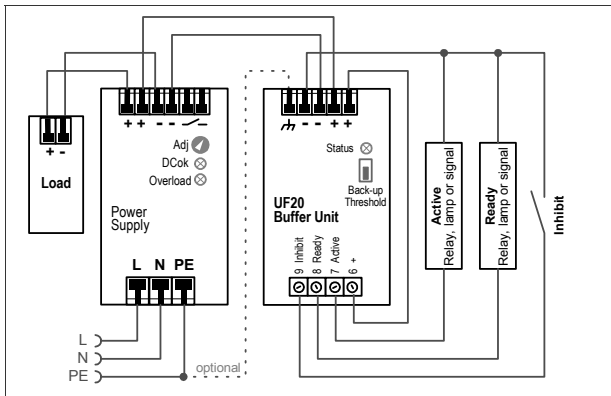 + -
Load
+ + - -
Adj
DCok
Overload
Power
Supply
L N PE
L
N
PE
optional
- - + +
Status
Back-up
Threshold
UF20
Buffer Unit
9 Inhibit
8 Ready
7 Active
6 +
Active
Relay, lamp or signal
Ready
Relay, lamp or signal
Inhibit